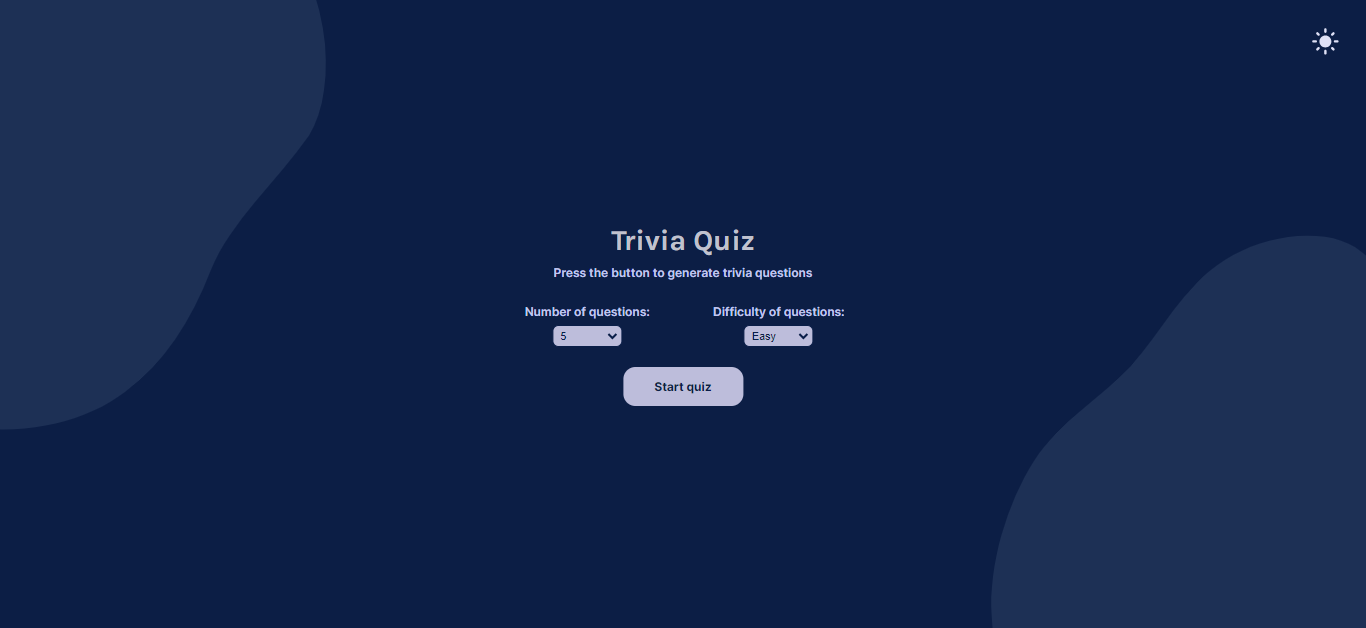 Trivia Quiz
Press the button to generate trivia questions
Number of questions: Difficulty of questions:
5 Easy
Start quiz